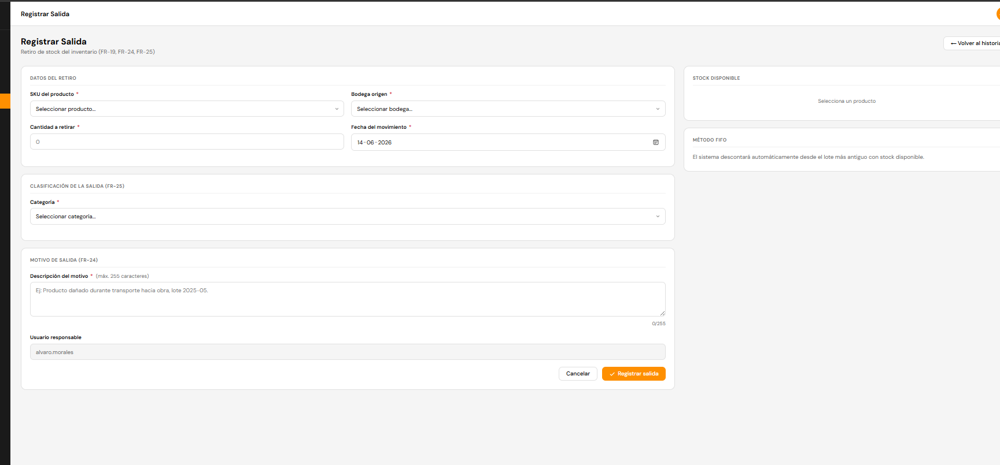 Registrar Salida
Registrar Salida
Retiro de stock del inventario (FR-19, FR-24, FR-25)
← Volver al historia
DATOS DEL RETIRO
SKU del producto *
Seleccionar producto...
Bodega origen *
Seleccionar bodega...
Cantidad a retirar *
0
Fecha del movimiento *
14-06-2026
CLASIFICACIÓN DE LA SALIDA (FR-25)
Categoría *
Seleccionar categoría...
MOTIVO DE SALIDA (FR-24)
Descripción del motivo * (máx. 255 caracteres)
Ej: Producto dañado durante transporte hacia obra, lote 2025-05.
0/255
Usuario responsable
alvaro.morales
Cancelar
✓ Registrar salida
STOCK DISPONIBLE
Selecciona un producto
MÉTODO FIFO
El sistema descontará automáticamente desde el lote más antiguo con stock disponible.